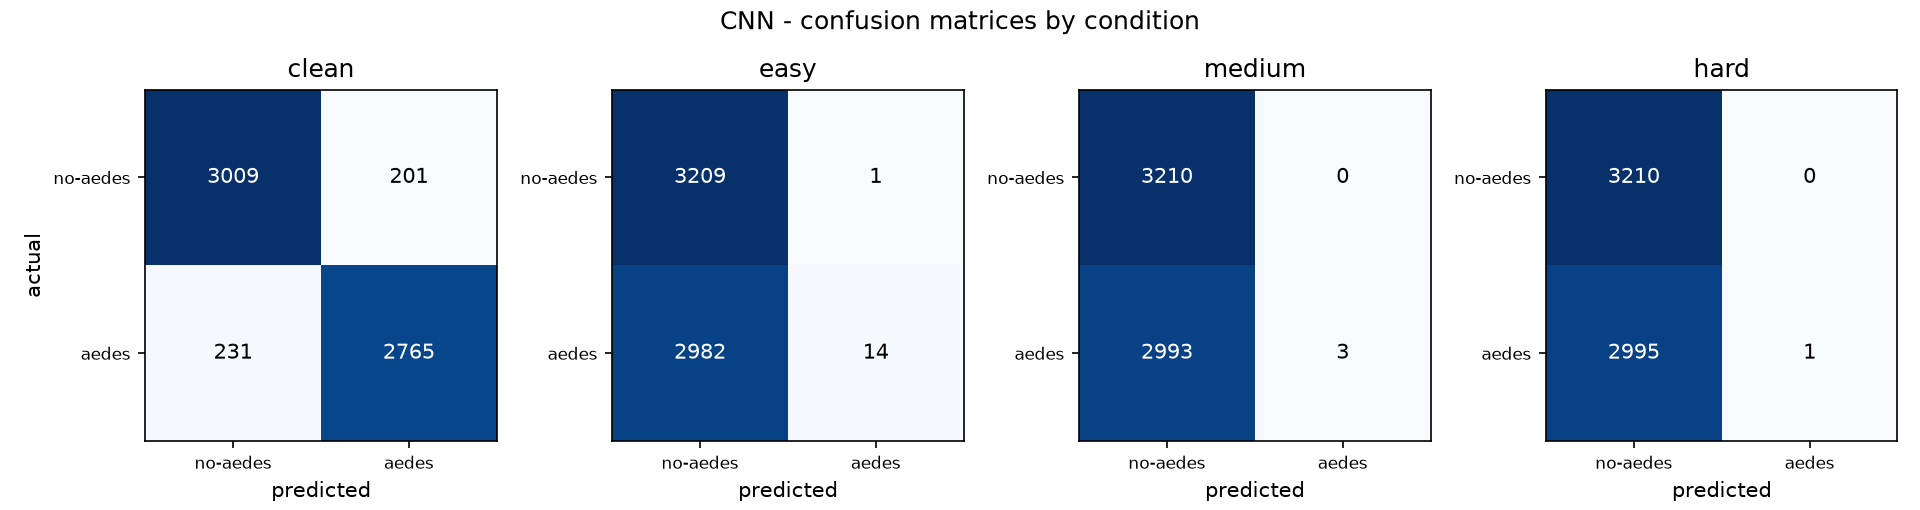 CNN - confusion matrices by condition
clean
easy
medium
hard
actual
no-aedes
3009
201
no-aedes
3209
1
no-aedes
3210
0
no-aedes
3210
0
aedes
231
2765
aedes
2982
14
aedes
2993
3
aedes
2995
1
no-aedes
aedes
no-aedes
aedes
no-aedes
aedes
no-aedes
aedes
predicted
predicted
predicted
predicted